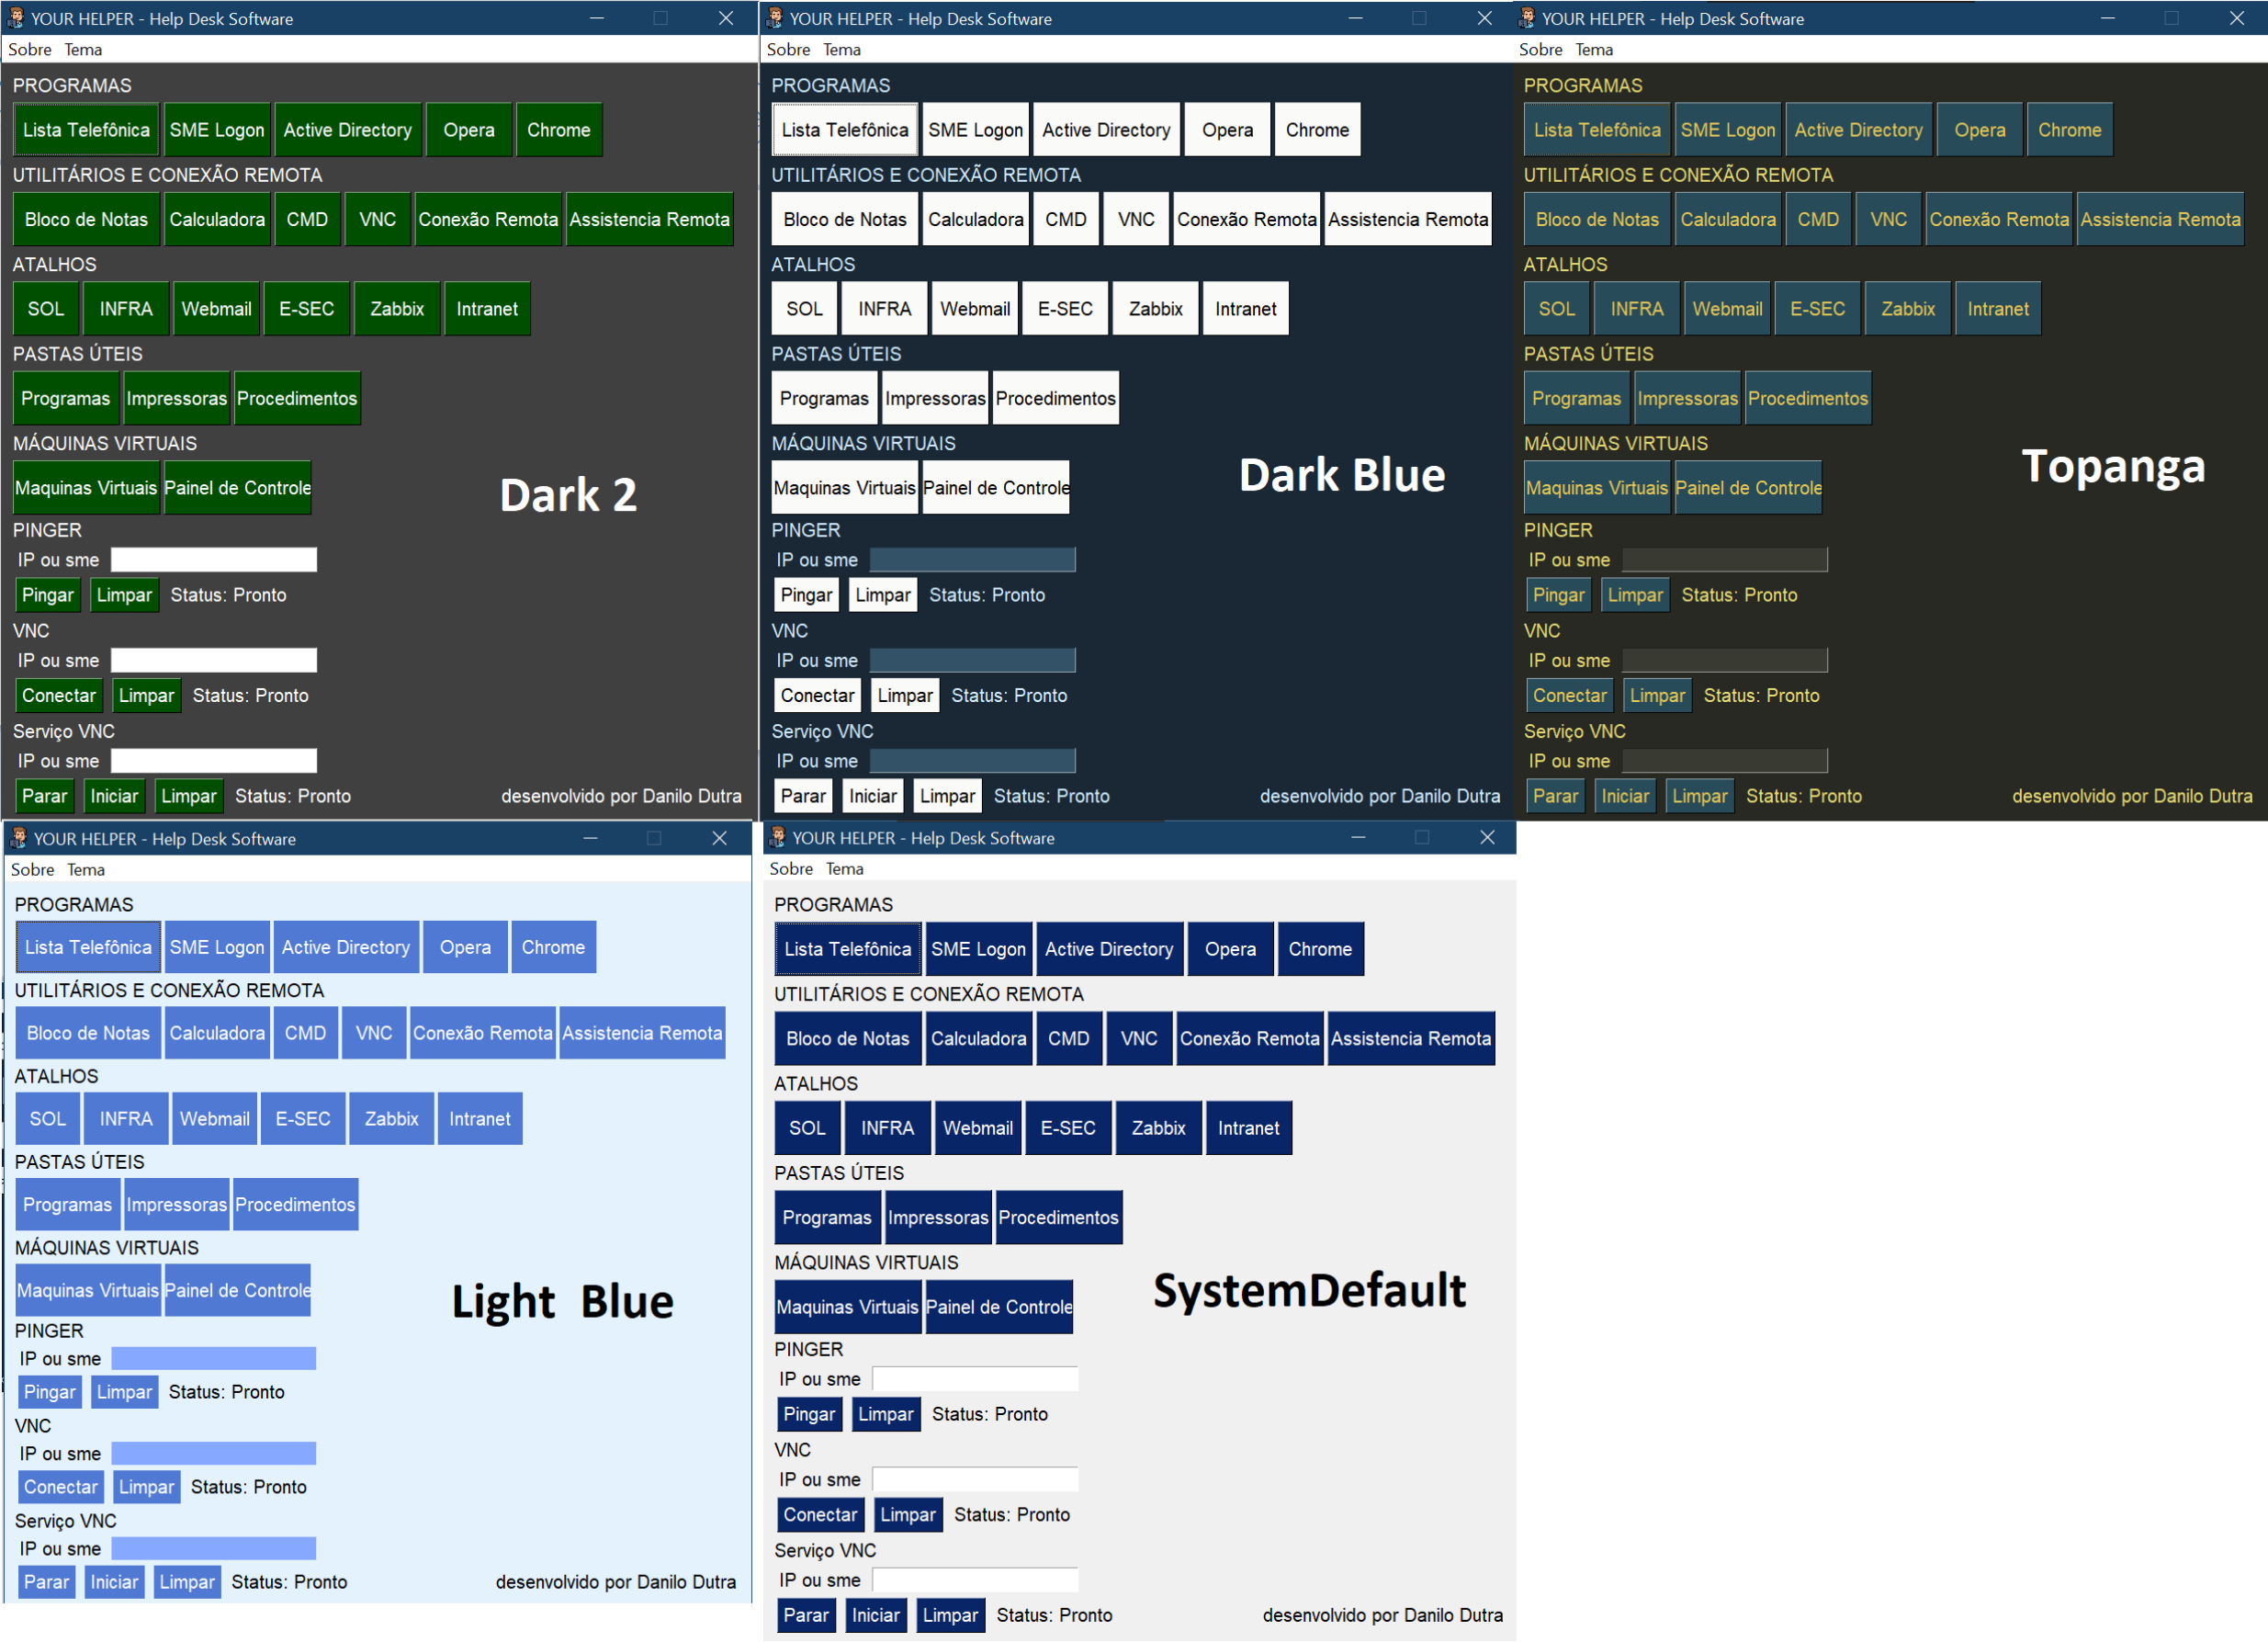 YOUR HELPER - Help Desk Software
Sobre Tema
PROGRAMAS
Lista Telefônica SME Logon Active Directory Opera Chrome
UTILITÁRIOS E CONEXÃO REMOTA
Bloco de Notas Calculadora CMD VNC Conexão Remota Assistencia Remota
ATALHOS
SOL INFRA Webmail E-SEC Zabbix Intranet
PASTAS ÚTEIS
Programas Impressoras Procedimentos
MÁQUINAS VIRTUAIS
Maquinas Virtuais Painel de Controle
Dark 2
PINGER
IP ou sme
Pingar Limpar Status: Pronto
VNC
IP ou sme
Conectar Limpar Status: Pronto
Serviço VNC
IP ou sme
Parar Iniciar Limpar Status: Pronto desenvolvido por Danilo Dutra
YOUR HELPER - Help Desk Software
Sobre Tema
PROGRAMAS
Lista Telefônica SME Logon Active Directory Opera Chrome
UTILITÁRIOS E CONEXÃO REMOTA
Bloco de Notas Calculadora CMD VNC Conexão Remota Assistencia Remota
ATALHOS
SOL INFRA Webmail E-SEC Zabbix Intranet
PASTAS ÚTEIS
Programas Impressoras Procedimentos
MÁQUINAS VIRTUAIS
Maquinas Virtuais Painel de Controle
Dark Blue
PINGER
IP ou sme
Pingar Limpar Status: Pronto
VNC
IP ou sme
Conectar Limpar Status: Pronto
Serviço VNC
IP ou sme
Parar Iniciar Limpar Status: Pronto desenvolvido por Danilo Dutra
YOUR HELPER - Help Desk Software
Sobre Tema
PROGRAMAS
Lista Telefônica SME Logon Active Directory Opera Chrome
UTILITÁRIOS E CONEXÃO REMOTA
Bloco de Notas Calculadora CMD VNC Conexão Remota Assistencia Remota
ATALHOS
SOL INFRA Webmail E-SEC Zabbix Intranet
PASTAS ÚTEIS
Programas Impressoras Procedimentos
MÁQUINAS VIRTUAIS
Maquinas Virtuais Painel de Controle
Topanga
PINGER
IP ou sme
Pingar Limpar Status: Pronto
VNC
IP ou sme
Conectar Limpar Status: Pronto
Serviço VNC
IP ou sme
Parar Iniciar Limpar Status: Pronto desenvolvido por Danilo Dutra
YOUR HELPER - Help Desk Software
Sobre Tema
PROGRAMAS
Lista Telefônica SME Logon Active Directory Opera Chrome
UTILITÁRIOS E CONEXÃO REMOTA
Bloco de Notas Calculadora CMD VNC Conexão Remota Assistencia Remota
ATALHOS
SOL INFRA Webmail E-SEC Zabbix Intranet
PASTAS ÚTEIS
Programas Impressoras Procedimentos
MÁQUINAS VIRTUAIS
Maquinas Virtuais Painel de Controle
Light Blue
PINGER
IP ou sme
Pingar Limpar Status: Pronto
VNC
IP ou sme
Conectar Limpar Status: Pronto
Serviço VNC
IP ou sme
Parar Iniciar Limpar Status: Pronto desenvolvido por Danilo Dutra
YOUR HELPER - Help Desk Software
Sobre Tema
PROGRAMAS
Lista Telefônica SME Logon Active Directory Opera Chrome
UTILITÁRIOS E CONEXÃO REMOTA
Bloco de Notas Calculadora CMD VNC Conexão Remota Assistencia Remota
ATALHOS
SOL INFRA Webmail E-SEC Zabbix Intranet
PASTAS ÚTEIS
Programas Impressoras Procedimentos
MÁQUINAS VIRTUAIS
Maquinas Virtuais Painel de Controle
SystemDefault
PINGER
IP ou sme
Pingar Limpar Status: Pronto
VNC
IP ou sme
Conectar Limpar Status: Pronto
Serviço VNC
IP ou sme
Parar Iniciar Limpar Status: Pronto desenvolvido por Danilo Dutra